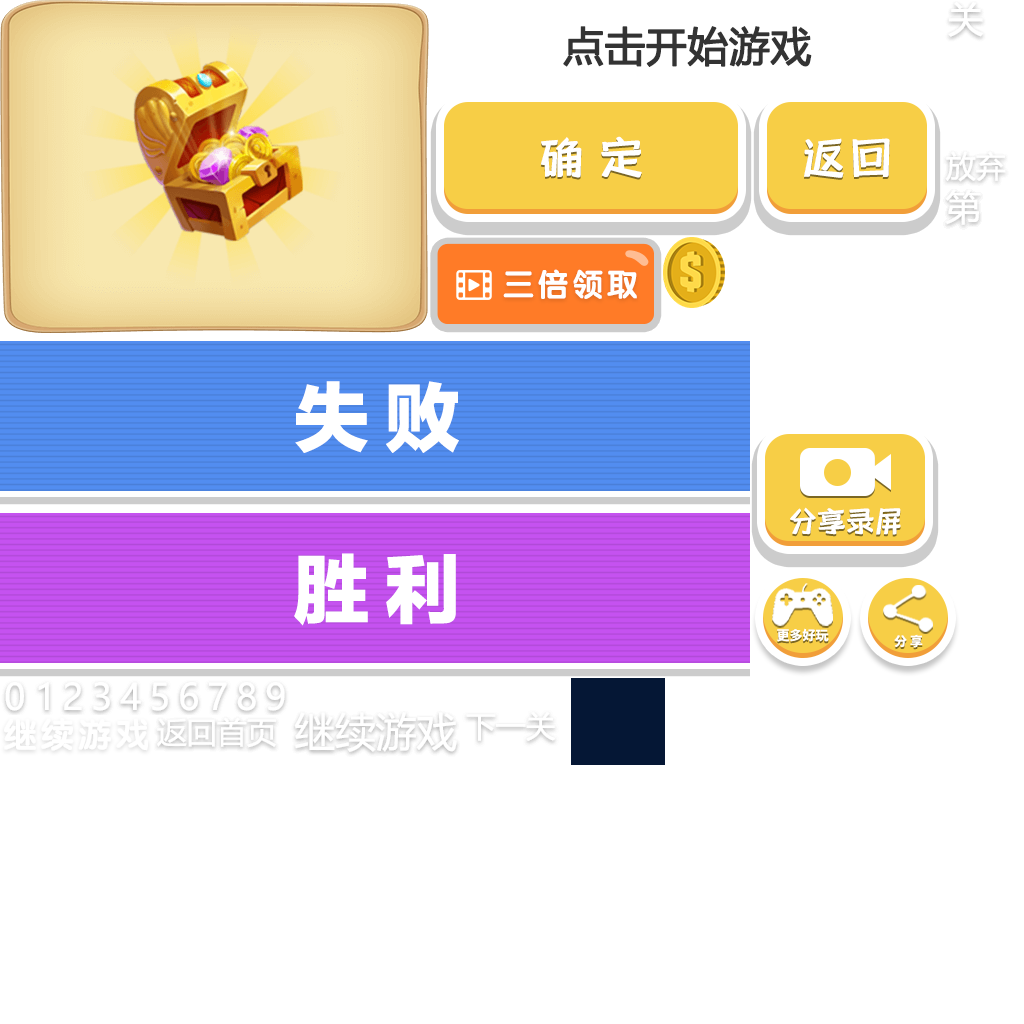 点击开始游戏
关
确定
返回
放弃
第
三倍领取
$
失败
分享录屏
胜利
更多好玩
分享
0123456789
继续游戏
返回首页
继续游戏
下一关